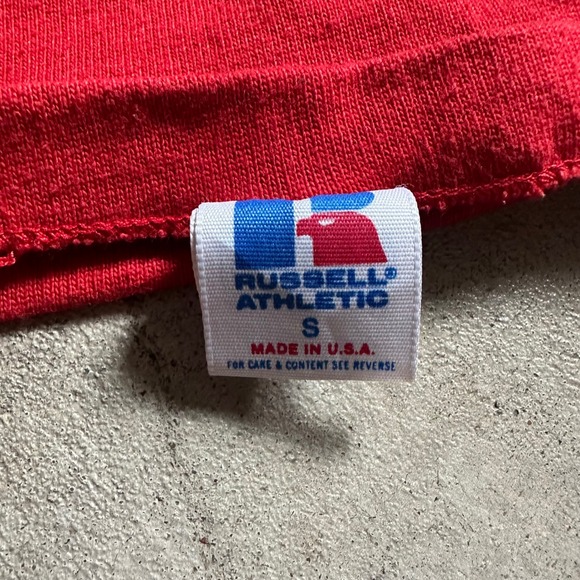 RUSSELL®
ATHLETIC
S
MADE IN U.S.A.
FOR CARE & CONTENT SEE REVERSE